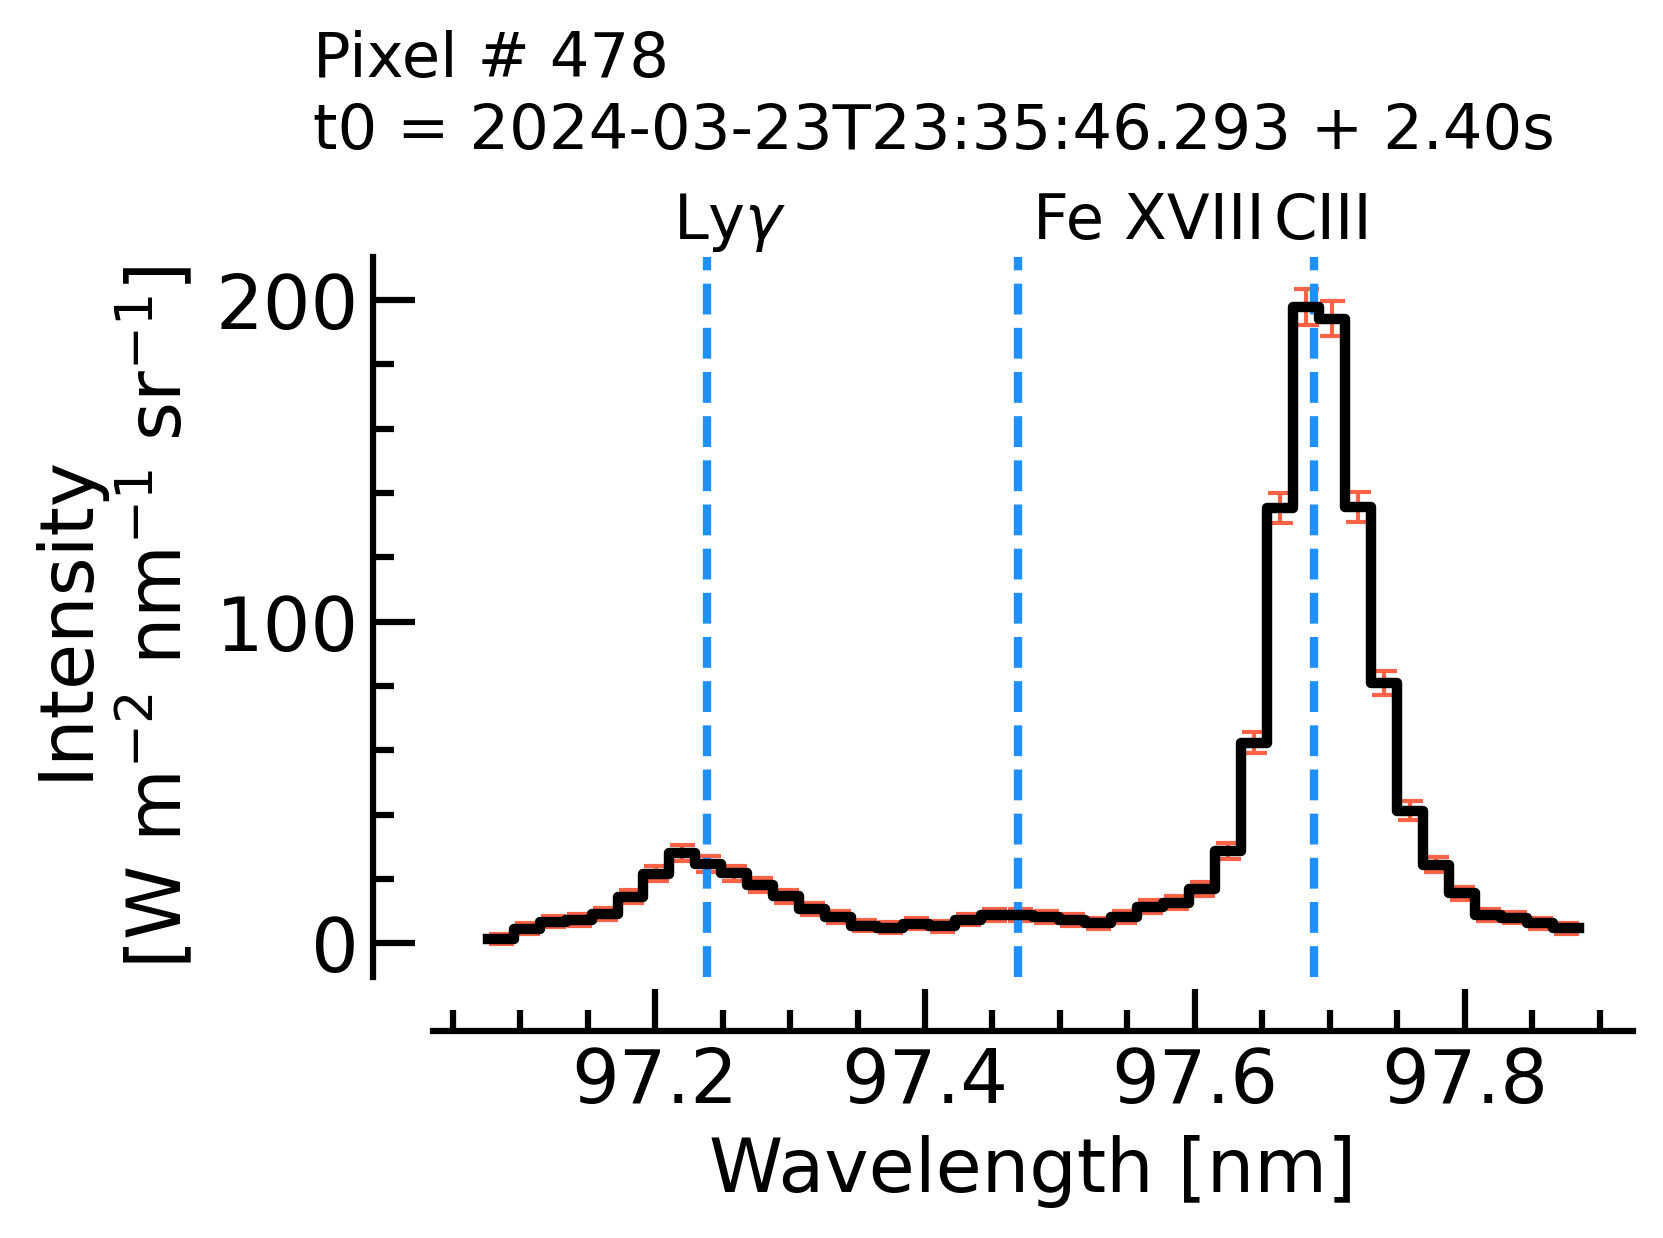 Pixel # 478
t0 = 2024-03-23T23:35:46.293 + 2.40s
Lyγ Fe XVIII CIII
Intensity
[W m⁻² nm⁻¹ sr⁻¹]
200
100
0
97.2 97.4 97.6 97.8
Wavelength [nm]